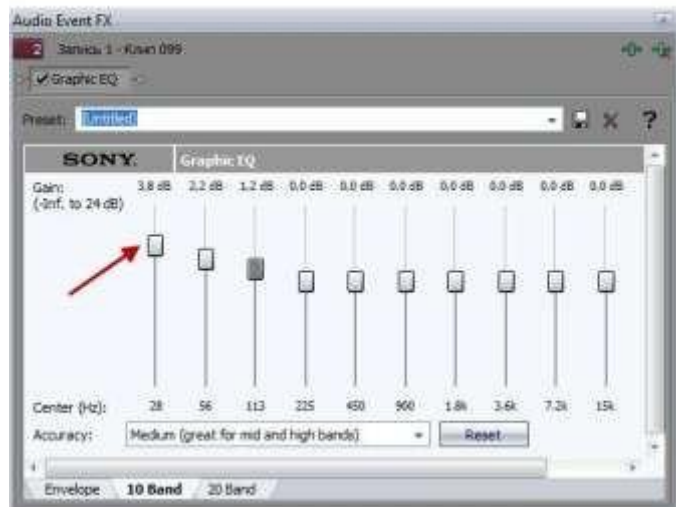 Audio Event FX
2 Запись 1 - Клип 099
Graphic EQ
Preset: (Untitled) ?
SONY. Graphic EQ
Gain: 3,8 dB 2,2 dB 1,2 dB 0,0 dB 0,0 dB 0,0 dB 0,0 dB 0,0 dB 0,0 dB 0,0 dB
(-Inf. to 24 dB)
Center (Hz): 28 56 113 225 450 900 1.8k 3.6k 7.2k 15k
Accuracy: Medium (great for mid and high bands) Reset
Envelope 10 Band 20 Band